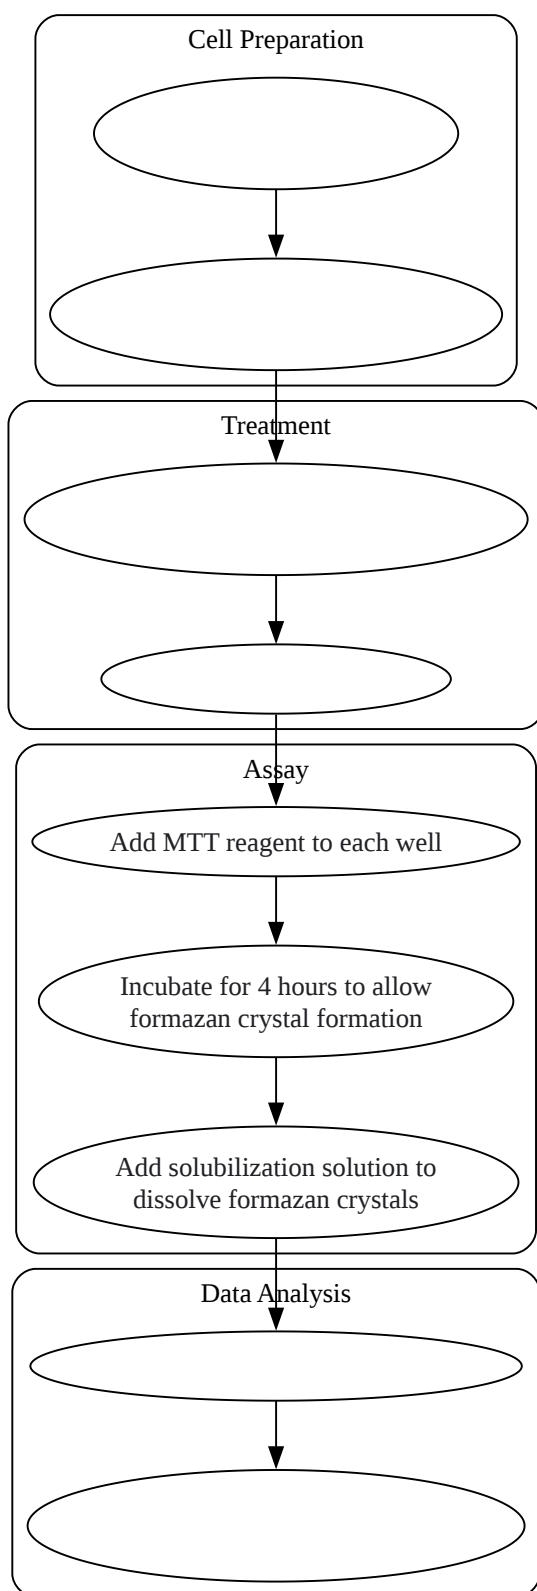 Cell Preparation
Treatment
Assay
Add MTT reagent to each well
Incubate for 4 hours to allow
formazan crystal formation
Add solubilization solution to
dissolve formazan crystals
Data Analysis